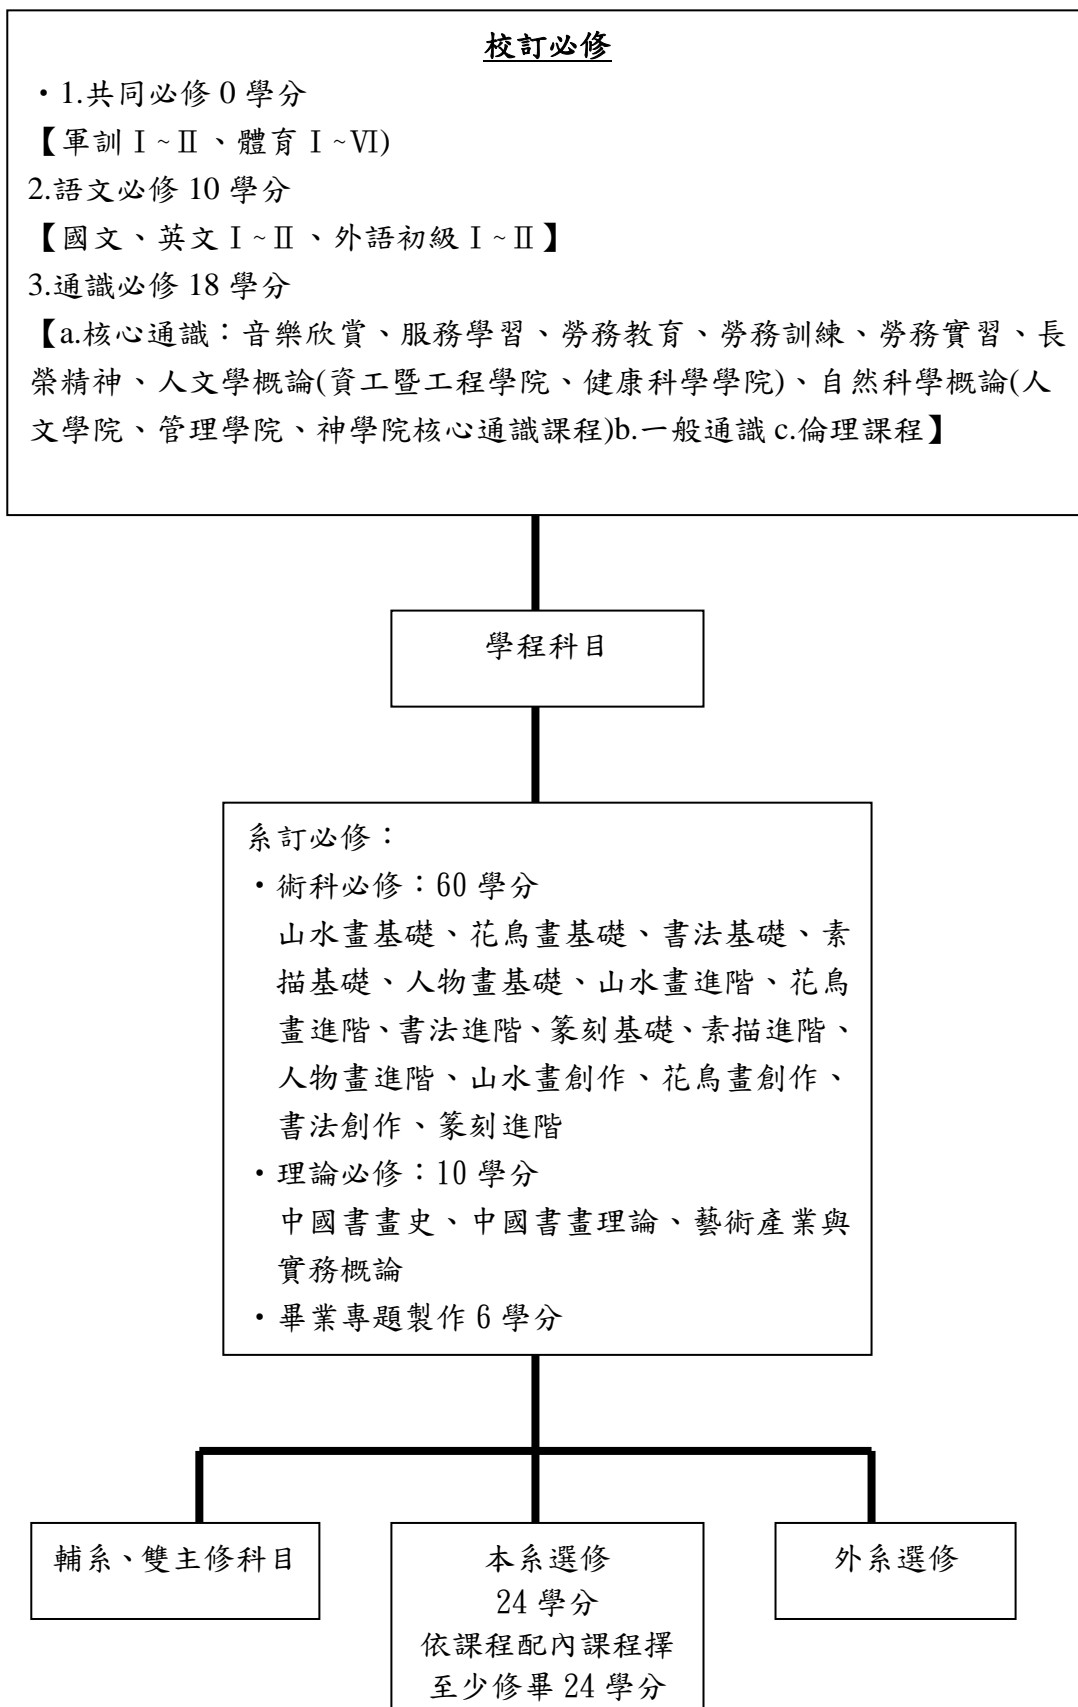 校訂必修
・1.共同必修 0 學分
【軍訓Ⅰ~Ⅱ、體育Ⅰ~Ⅵ)
2.語文必修 10 學分
【國文、英文Ⅰ~Ⅱ、外語初級Ⅰ~Ⅱ】
3.通識必修 18 學分
【a.核心通識：音樂欣賞、服務學習、勞務教育、勞務訓練、勞務實習、長
榮精神、人文學概論(資工暨工程學院、健康科學學院)、自然科學概論(人
文學院、管理學院、神學院核心通識課程)b.一般通識 c.倫理課程】
學程科目
系訂必修：
・術科必修：60 學分
山水畫基礎、花鳥畫基礎、書法基礎、素
描基礎、人物畫基礎、山水畫進階、花鳥
畫進階、書法進階、篆刻基礎、素描進階、
人物畫進階、山水畫創作、花鳥畫創作、
書法創作、篆刻進階
・理論必修：10 學分
中國書畫史、中國書畫理論、藝術產業與
實務概論
・畢業專題製作 6 學分
輔系、雙主修科目
本系選修
24 學分
依課程配內課程擇
至少修畢 24 學分
外系選修